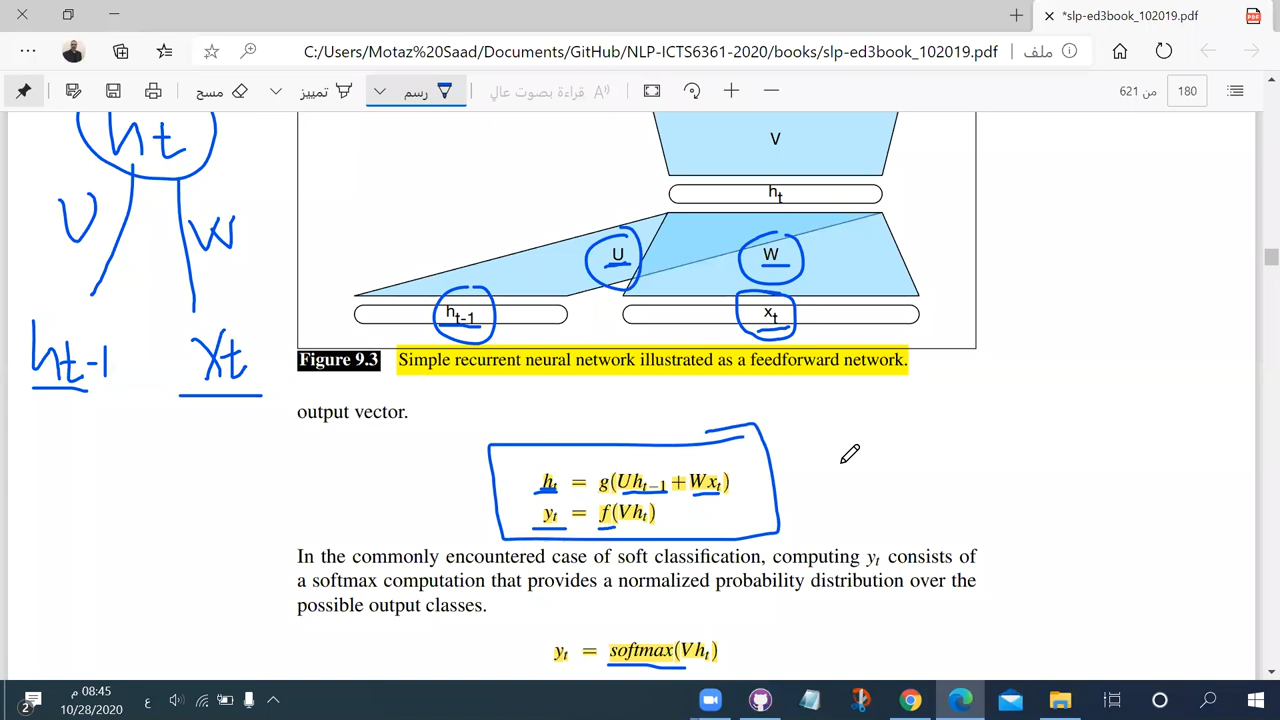 *slp-ed3book_102019.pdf
C:/Users/Motaz%20Saad/Documents/GitHub/NLP-ICTS6361-2020/books/slp-ed3book_102019.pdf
ملف
مسح
تمييز
رسم
قراءة بصوت عالٍ
180
من 621
ht
U
W
ht-1
xt
V
ht
U
W
ht-1
xt
Figure 9.3 Simple recurrent neural network illustrated as a feedforward network.
output vector.
ht = g(Uht−1 + Wxt)
yt = f(Vht)
In the commonly encountered case of soft classification, computing yt consists of
a softmax computation that provides a normalized probability distribution over the
possible output classes.
yt = softmax(Vht)
2
08:45 م
10/28/2020
ع